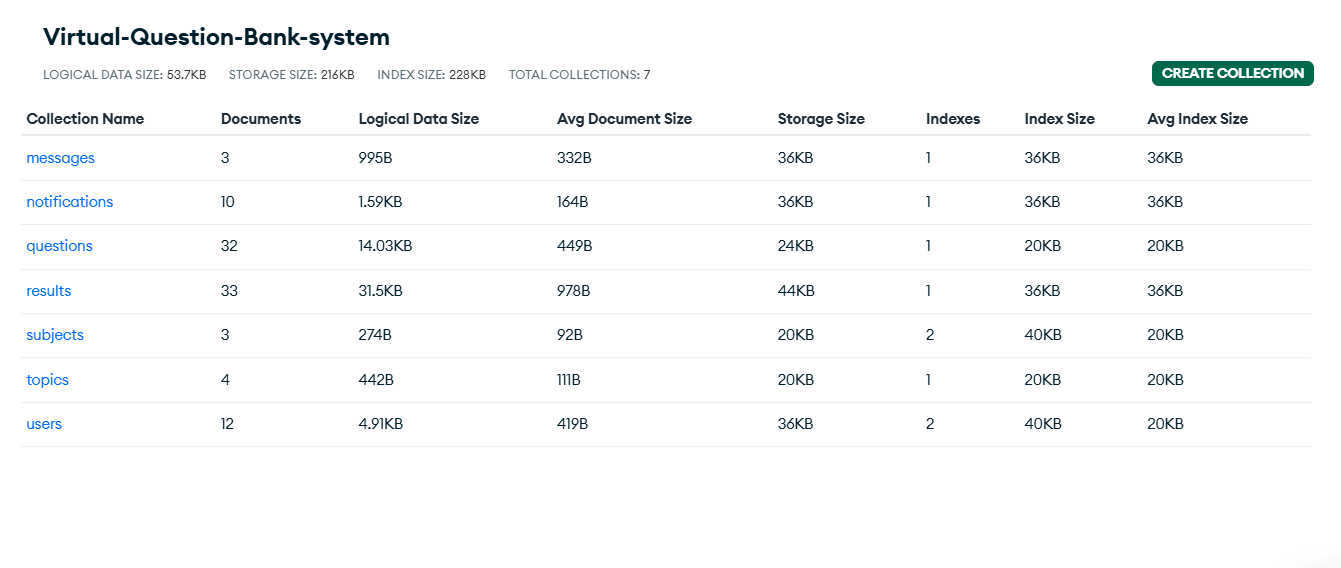 Virtual-Question-Bank-system
LOGICAL DATA SIZE: 53.7KB STORAGE SIZE: 216KB INDEX SIZE: 228KB TOTAL COLLECTIONS: 7
CREATE COLLECTION
Collection Name Documents Logical Data Size Avg Document Size Storage Size Indexes Index Size Avg Index Size
messages 3 995B 332B 36KB 1 36KB 36KB
notifications 10 1.59KB 164B 36KB 1 36KB 36KB
questions 32 14.03KB 449B 24KB 1 20KB 20KB
results 33 31.5KB 978B 44KB 1 36KB 36KB
subjects 3 274B 92B 20KB 2 40KB 20KB
topics 4 442B 111B 20KB 1 20KB 20KB
users 12 4.91KB 419B 36KB 2 40KB 20KB